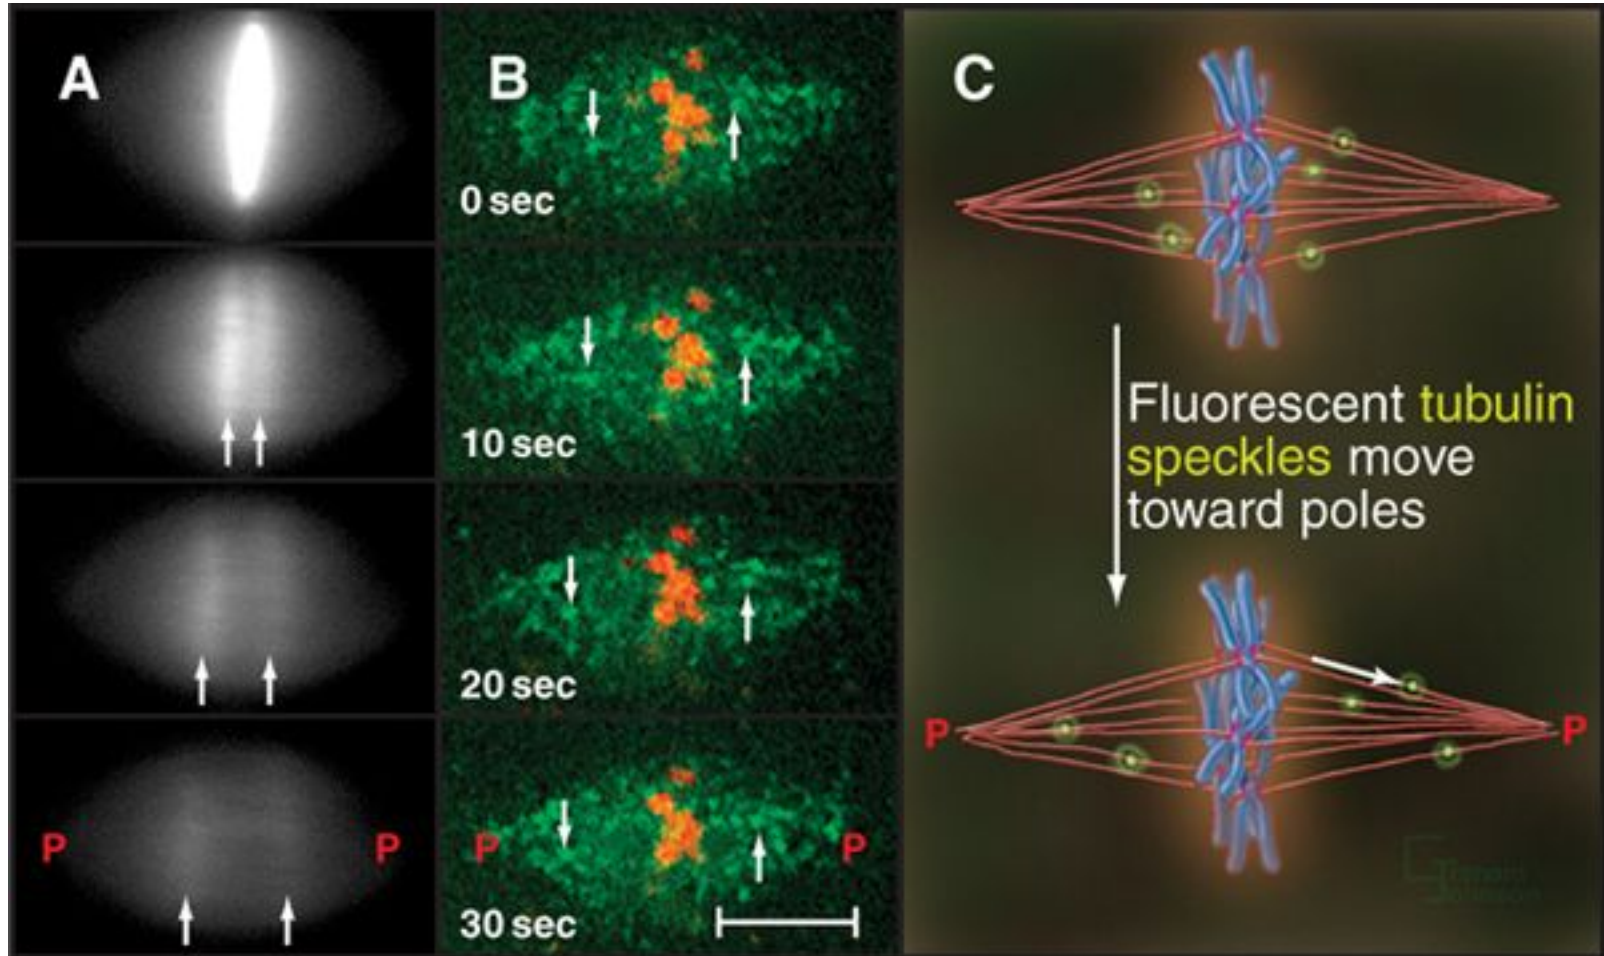 A
B
C
0 sec
10 sec
20 sec
30 sec
P
P
P
P
Fluorescent tubulin
speckles move
toward poles
P
P